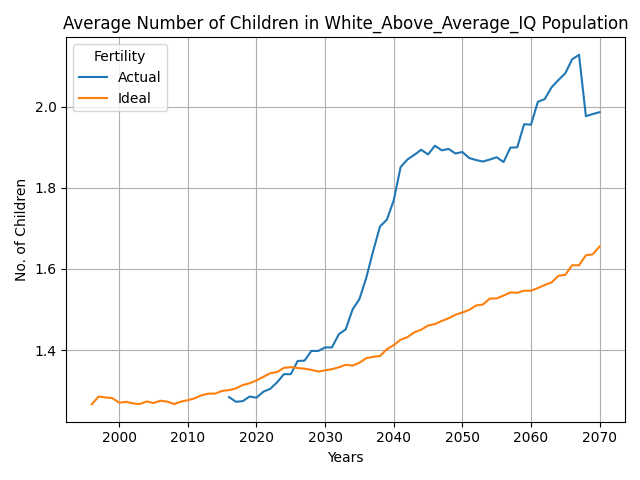 Average Number of Children in White_Above_Average_IQ Population
Fertility
Actual
Ideal
No. of Children
2.0
1.8
1.6
1.4
2000 2010 2020 2030 2040 2050 2060 2070
Years